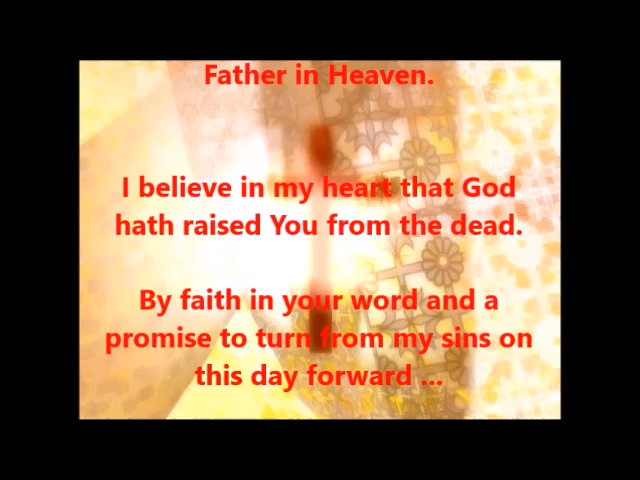 Father in Heaven.
I believe in my heart that God
hath raised You from the dead.
By faith in your word and a
promise to turn from my sins on
this day forward ...